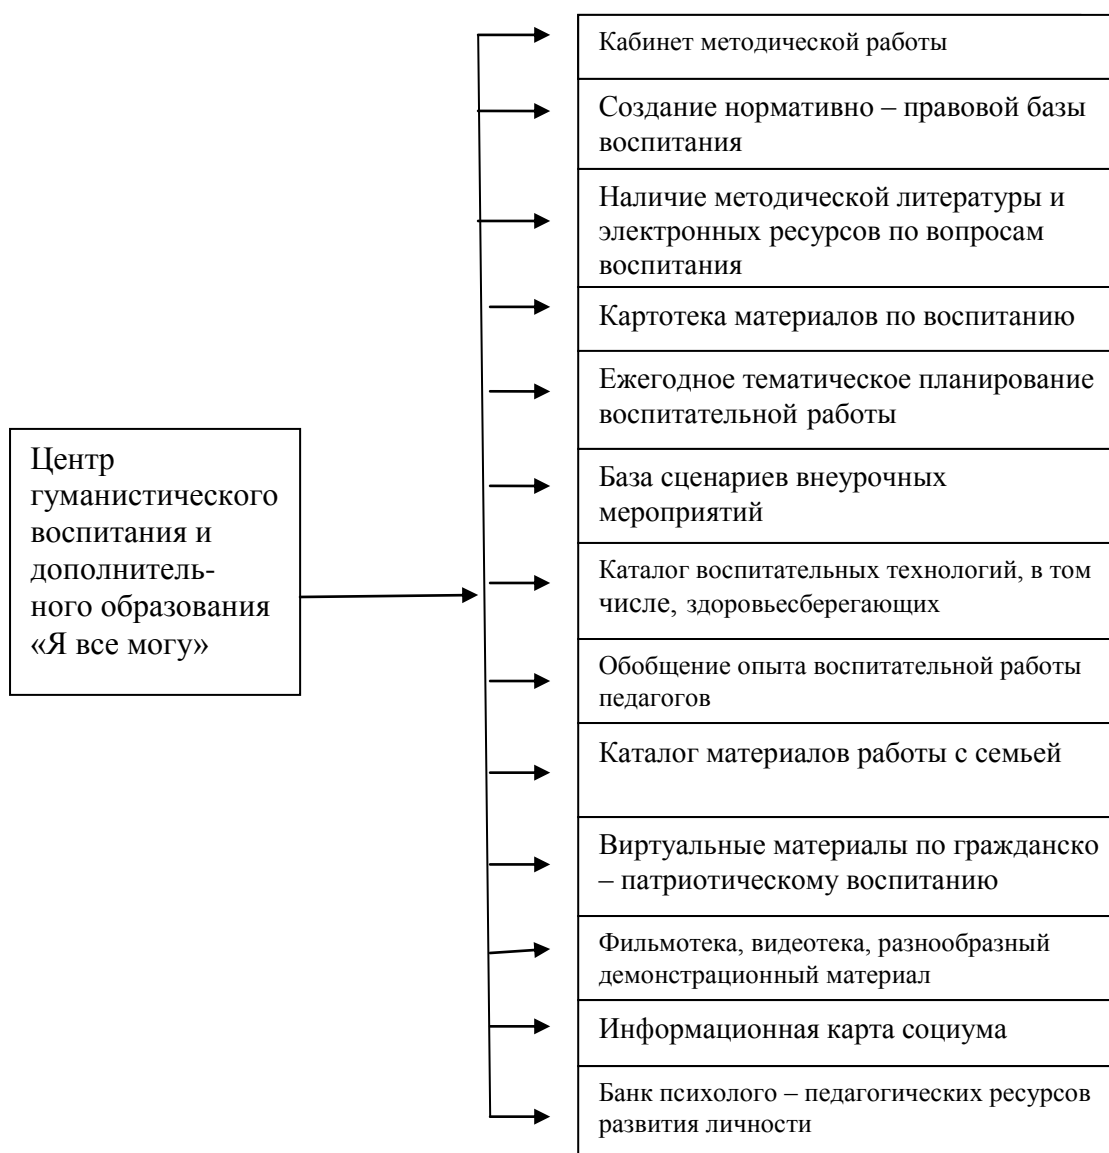 Кабинет методической работы
Создание нормативно – правовой базы
воспитания
Наличие методической литературы и
электронных ресурсов по вопросам
воспитания
Картотека материалов по воспитанию
Ежегодное тематическое планирование
воспитательной работы
Центр
гуманистического
воспитания и
дополнитель-
ного образования
«Я все могу»
База сценариев внеурочных
мероприятий
Каталог воспитательных технологий, в том
числе, здоровьесберегающих
Обобщение опыта воспитательной работы
педагогов
Каталог материалов работы с семьей
Виртуальные материалы по гражданско
– патриотическому воспитанию
Фильмотека, видеотека, разнообразный
демонстрационный материал
Информационная карта социума
Банк психолого – педагогических ресурсов
развития личности